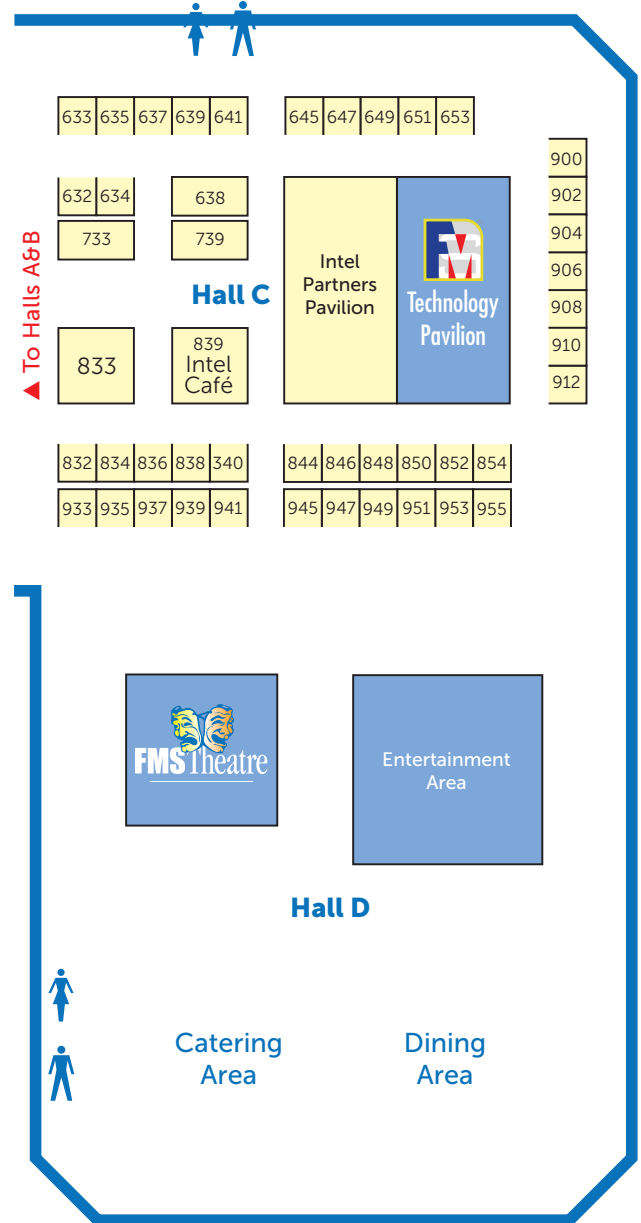 633 635 637 639 641 645 647 649 651 653
900
632 634 638 902
733 739 904
To Halls A&B
Hall C
Intel
Partners
Pavilion
FM
Technology
Pavilion
906
908
833
839
Intel
Café
910
912
832 834 836 838 340 844 846 848 850 852 854
933 935 937 939 941 945 947 949 951 953 955
FMS Theatre
Entertainment
Area
Hall D
Catering
Area
Dining
Area